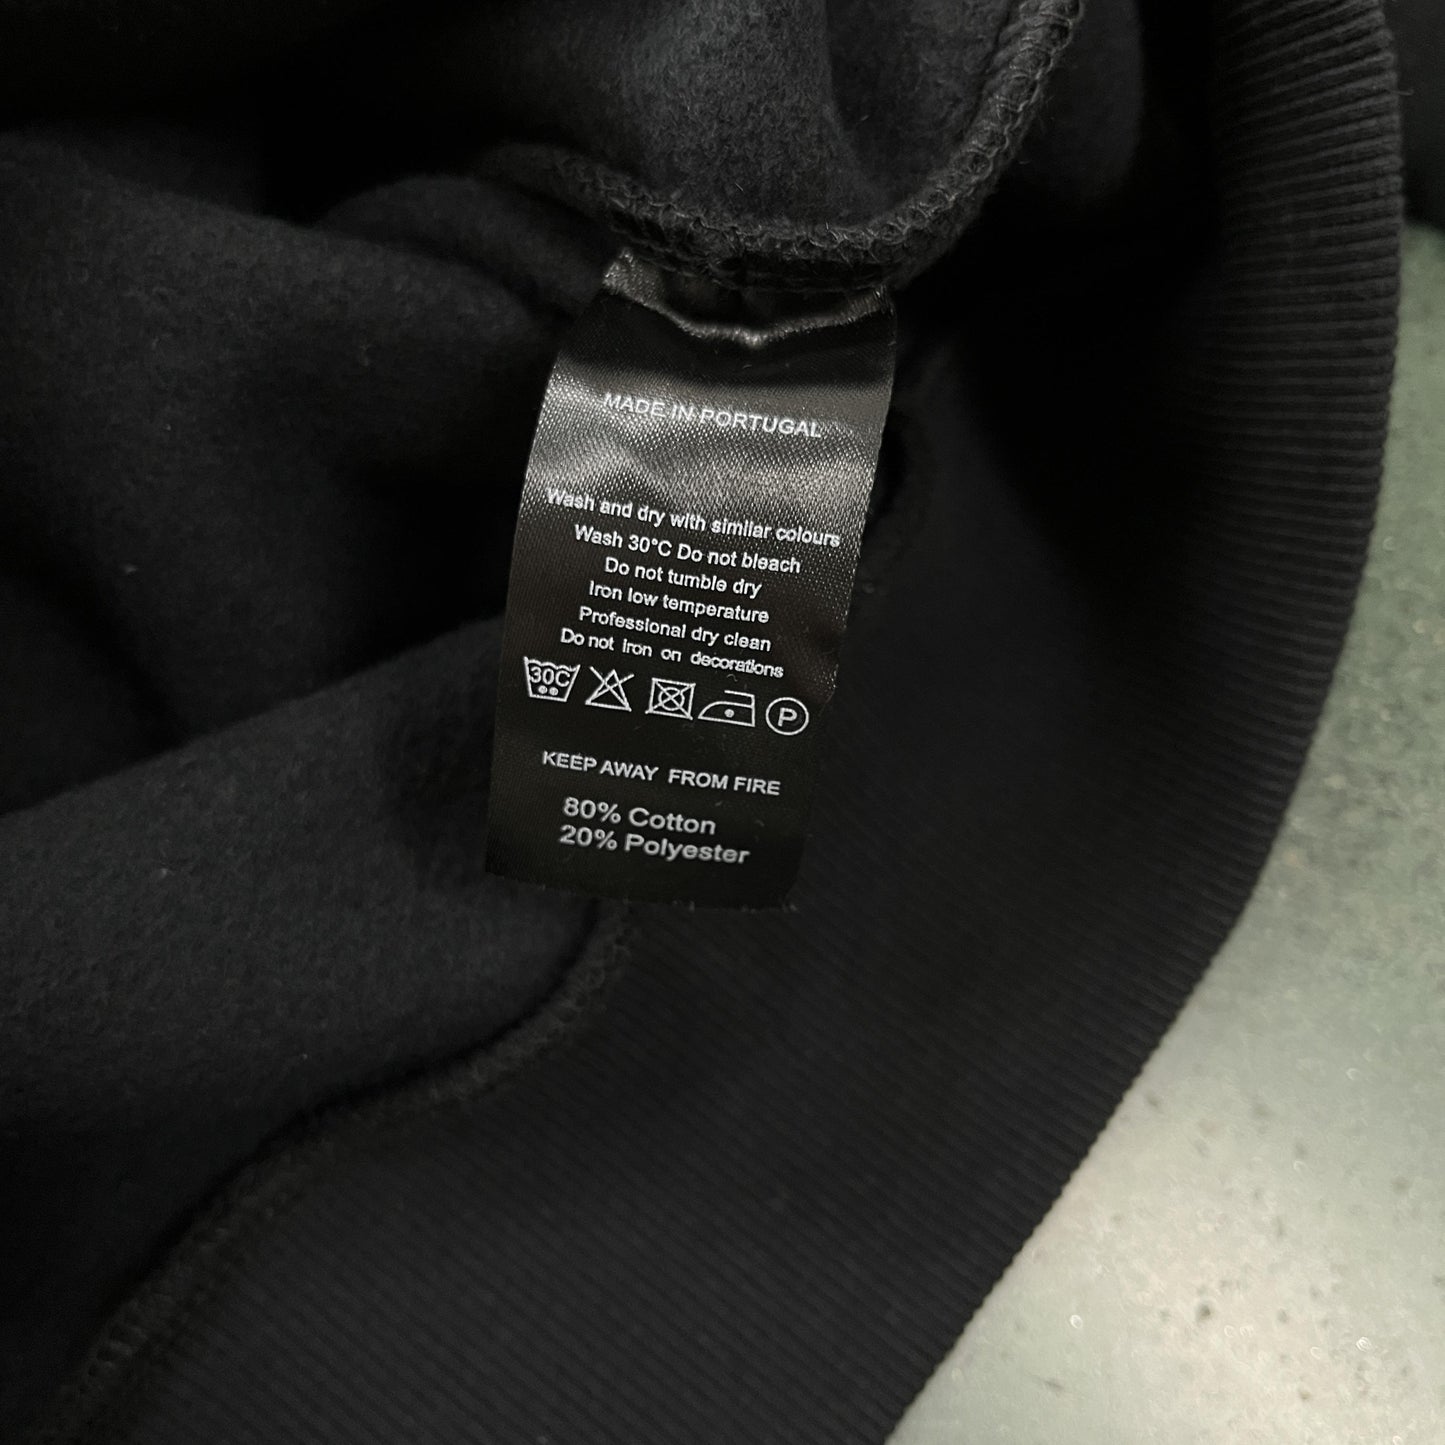 MADE IN PORTUGAL
Wash and dry with similar colours
Wash 30°C Do not bleach
Do not tumble dry
Iron low temperature
Professional dry clean
Do not iron on decorations
30C P
KEEP AWAY FROM FIRE
80% Cotton
20% Polyester